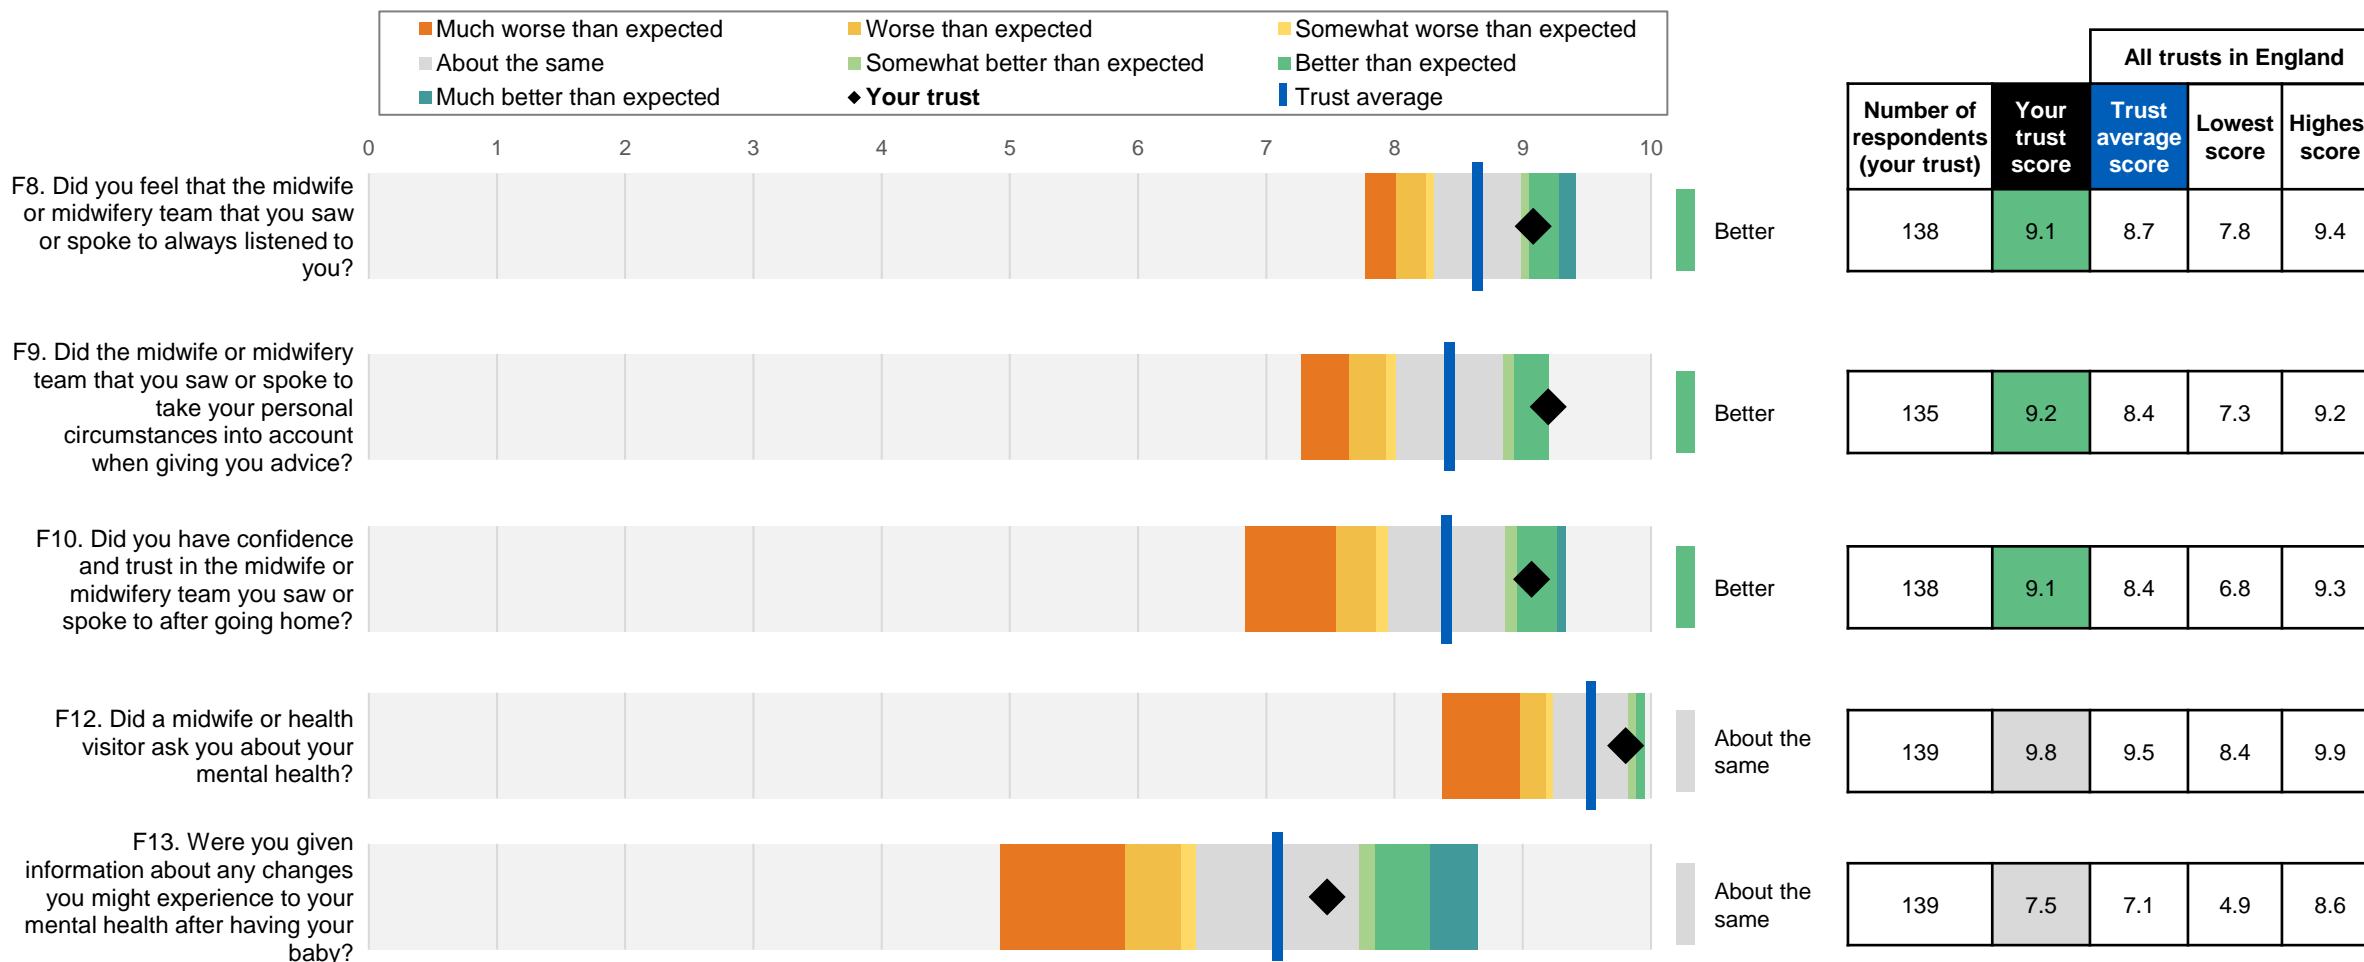 Much worse than expected
Worse than expected
Somewhat worse than expected
About the same
Somewhat better than expected
Better than expected
Much better than expected
Your trust
Trust average
All trusts in England
Number of
respondents
(your trust)
Your
trust
score
Trust
average
score
Lowest
score
Highes
score
0 1 2 3 4 5 6 7 8 9 10
F8. Did you feel that the midwife
or midwifery team that you saw
or spoke to always listened to
you?
Better
138 9.1 8.7 7.8 9.4
F9. Did the midwife or midwifery
team that you saw or spoke to
take your personal
circumstances into account
when giving you advice?
Better
135 9.2 8.4 7.3 9.2
F10. Did you have confidence
and trust in the midwife or
midwifery team you saw or
spoke to after going home?
Better
138 9.1 8.4 6.8 9.3
F12. Did a midwife or health
visitor ask you about your
mental health?
About the
same
139 9.8 9.5 8.4 9.9
F13. Were you given
information about any changes
you might experience to your
mental health after having your
baby?
About the
same
139 7.5 7.1 4.9 8.6